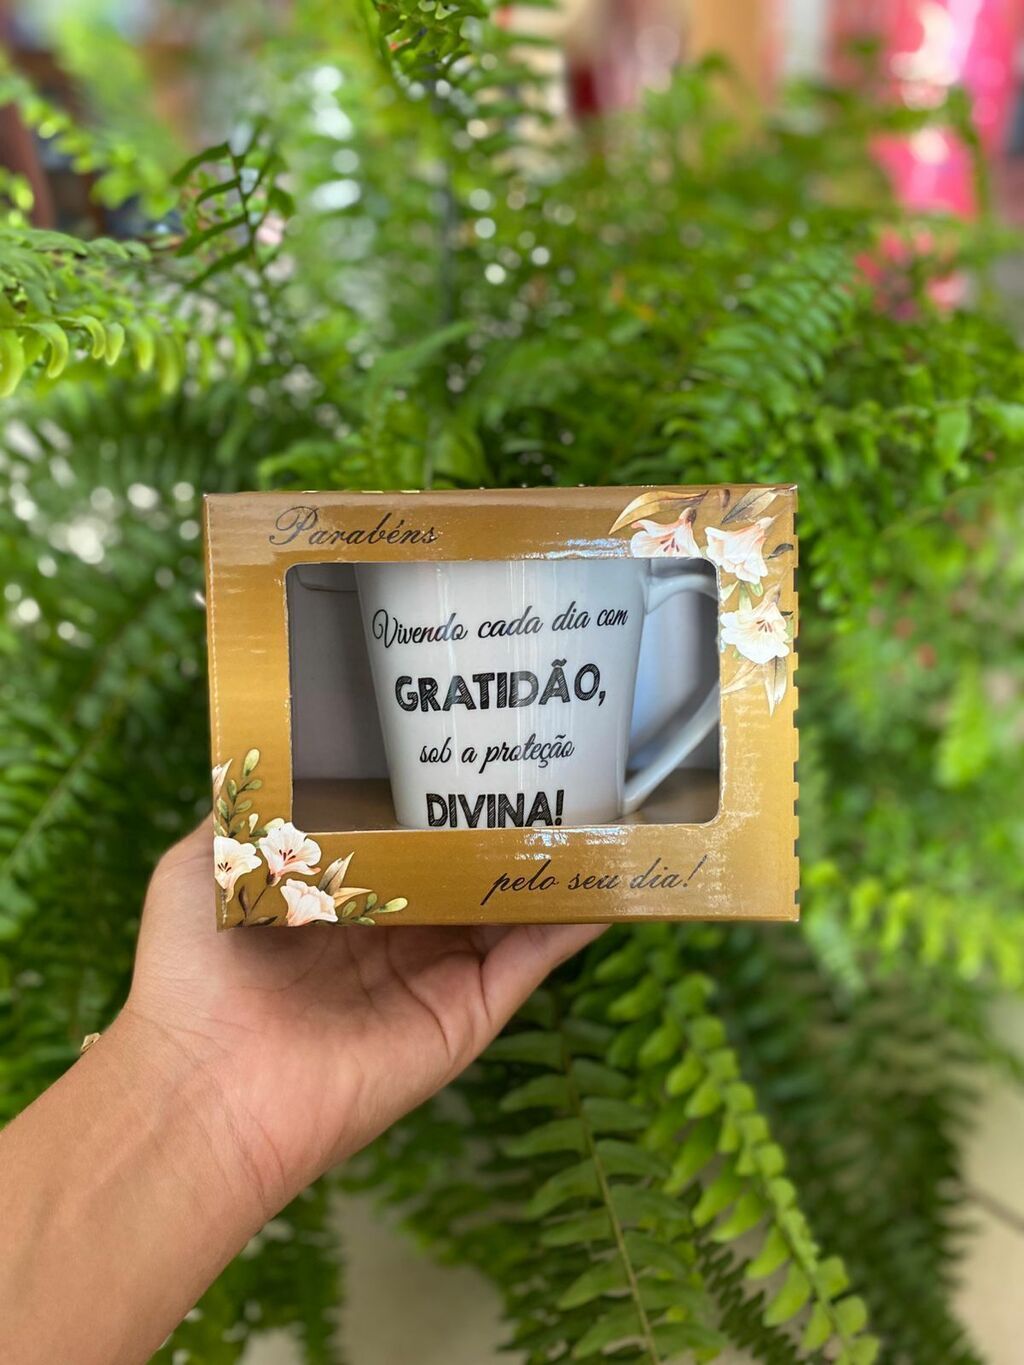 Parabéns
Vivendo cada dia com
GRATIDÃO,
sob a proteção
DIVINA!
pelo seu dia!